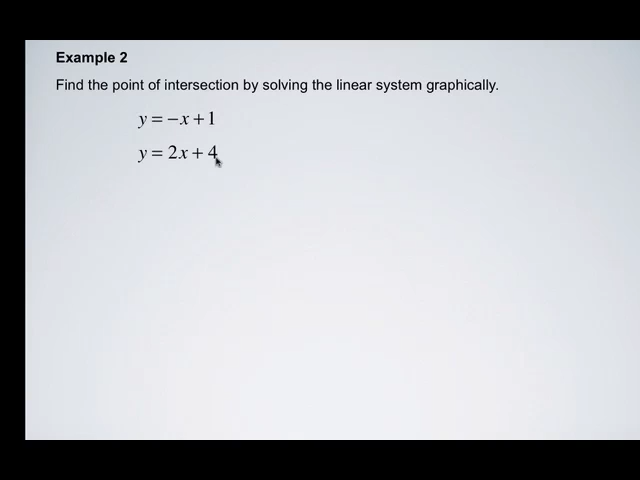 Example 2
Find the point of intersection by solving the linear system graphically.
y = −x + 1
y = 2x + 4